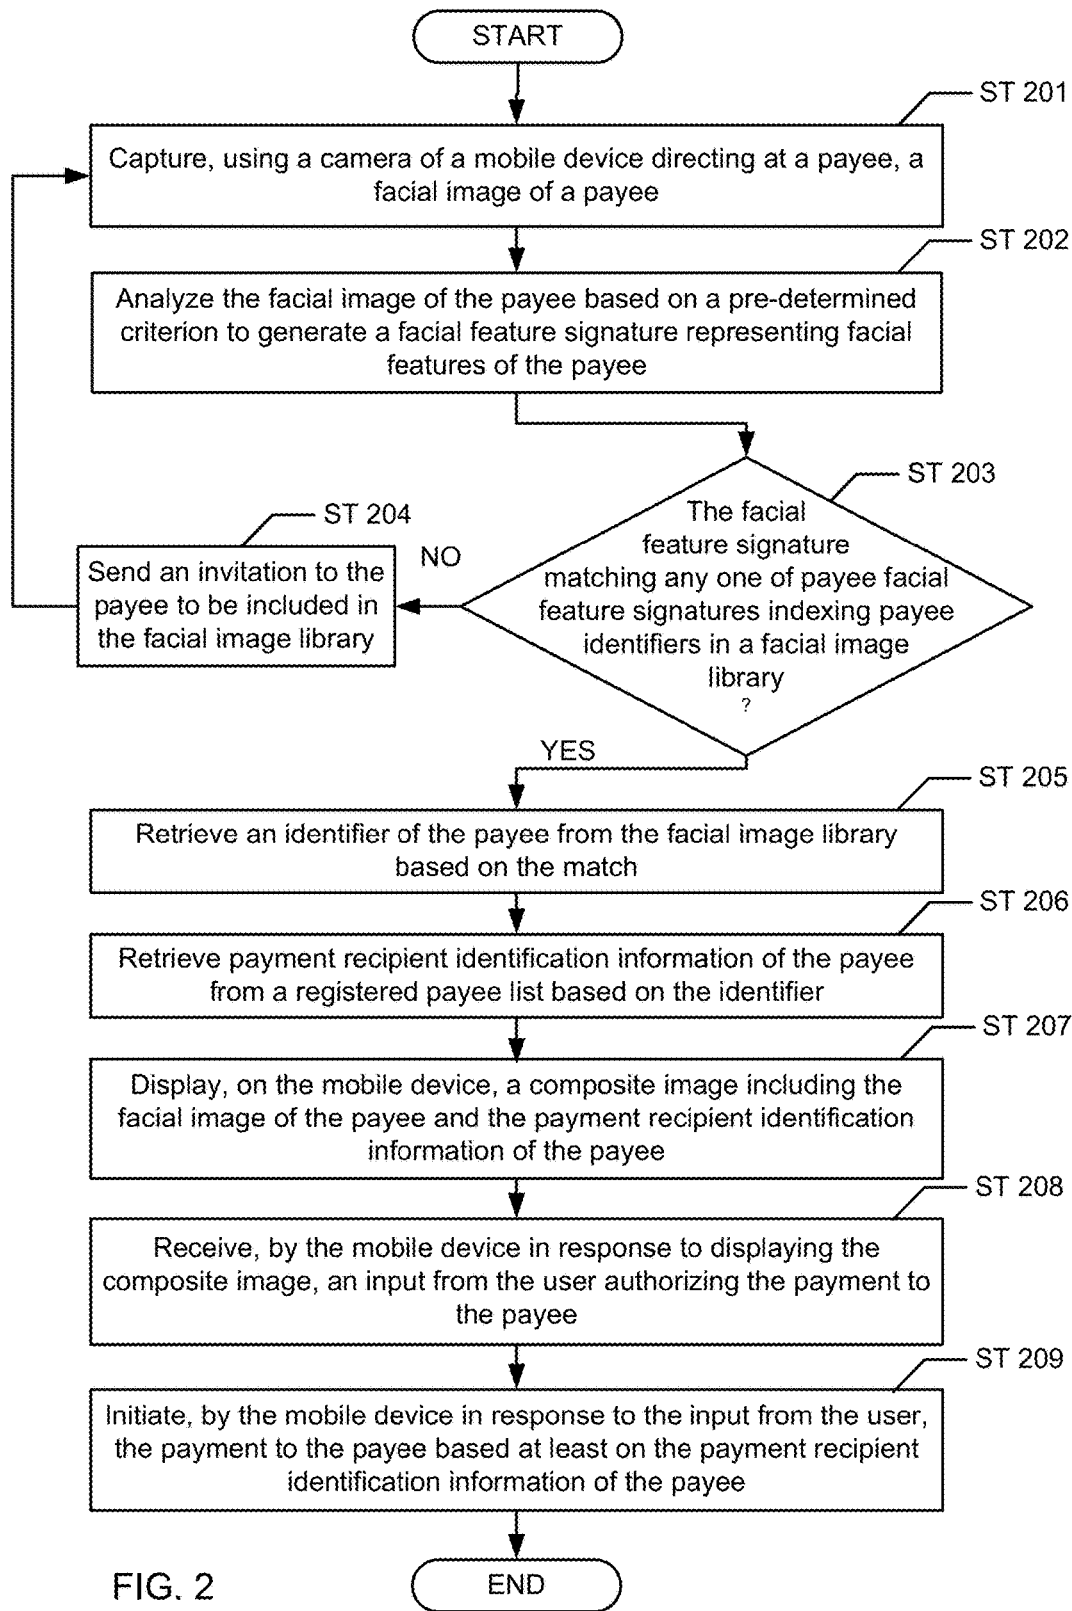 START
ST 201
Capture, using a camera of a mobile device directing at a payee, a
facial image of a payee
ST 202
Analyze the facial image of the payee based on a pre-determined
criterion to generate a facial feature signature representing facial
features of the payee
ST 203
The facial
feature signature
matching any one of payee facial
feature signatures indexing payee
identifiers in a facial image
library
?
NO
ST 204
Send an invitation to the
payee to be included in
the facial image library
YES
ST 205
Retrieve an identifier of the payee from the facial image library
based on the match
ST 206
Retrieve payment recipient identification information of the payee
from a registered payee list based on the identifier
ST 207
Display, on the mobile device, a composite image including the
facial image of the payee and the payment recipient identification
information of the payee
ST 208
Receive, by the mobile device in response to displaying the
composite image, an input from the user authorizing the payment to
the payee
ST 209
Initiate, by the mobile device in response to the input from the user,
the payment to the payee based at least on the payment recipient
identification information of the payee
END
FIG. 2